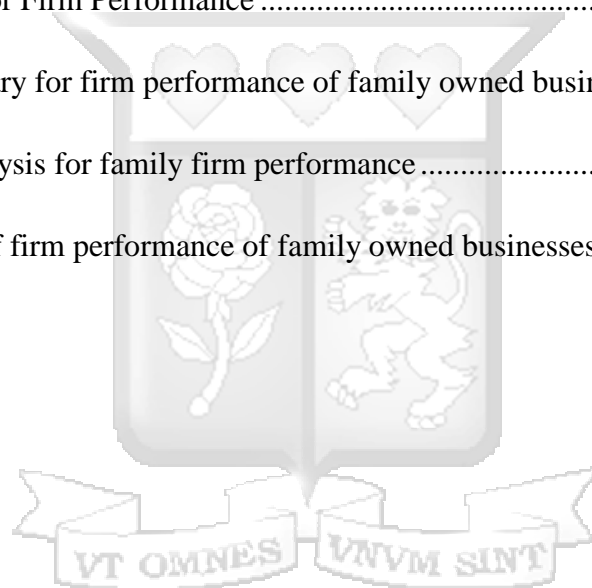 Firm Performance ................................................
ry for firm performance of family owned busin
ysis for family firm performance .....................
f firm performance of family owned businesses
VT OMNES VNVM SINT